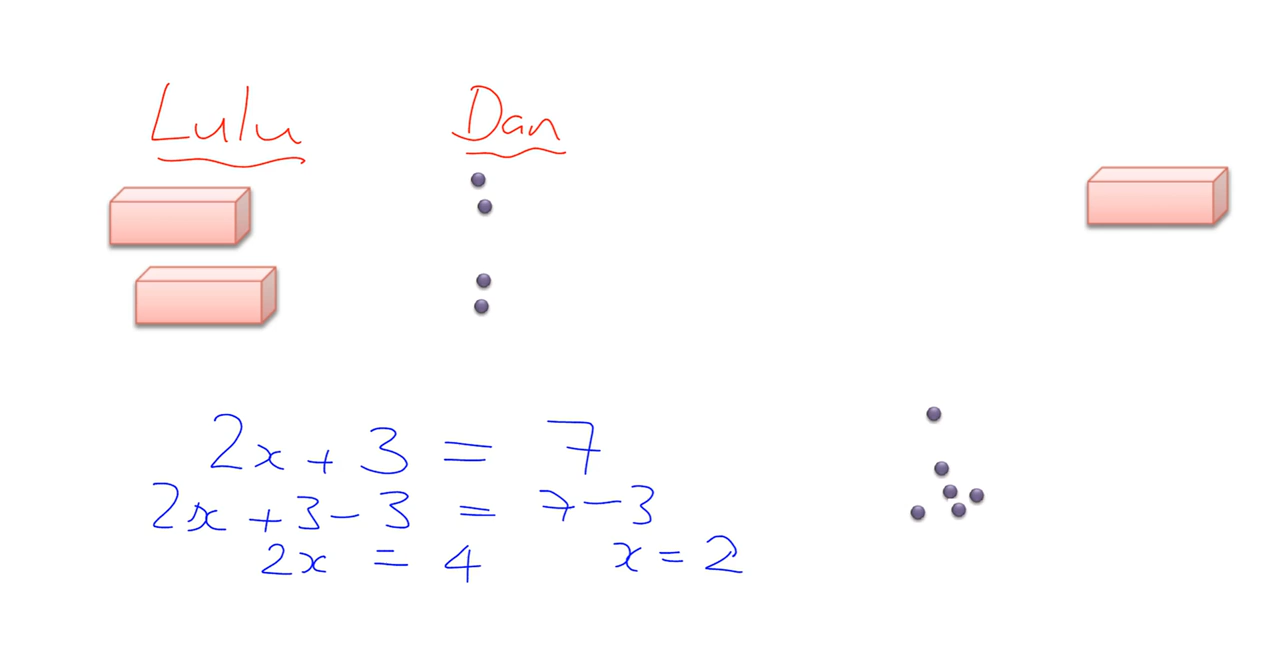 Lulu Dan
2x + 3 = 7
2x + 3 - 3 = 7 - 3
2x = 4 x = 2